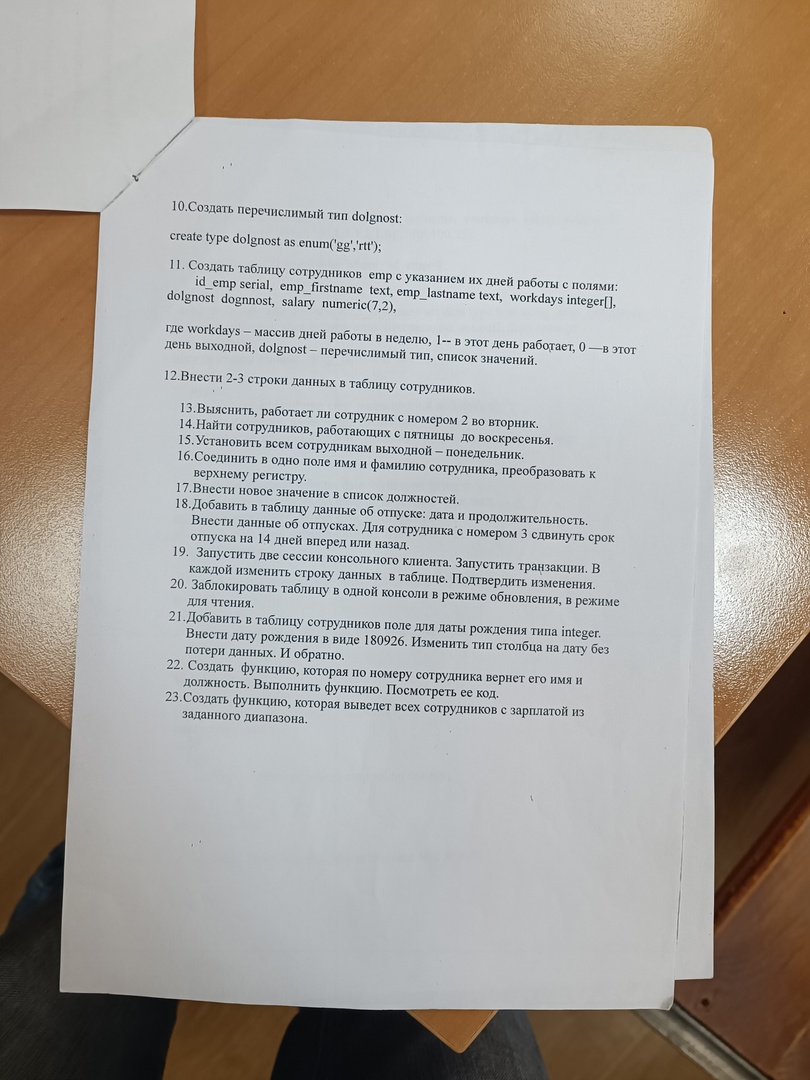 10.Создать перечислимый тип dolgnost:
create type dolgnost as enum('gg','rtt');
11. Создать таблицу сотрудников emp с указанием их дней работы с полями:
id_emp serial, emp_firstname text, emp_lastname text, workdays integer[],
dolgnost dognnost, salary numeric(7,2),
где workdays – массив дней работы в неделю, 1-- в этот день работает, 0 —в этот
день выходной, dolgnost – перечислимый тип, список значений.
12.Внести 2-3 строки данных в таблицу сотрудников.
13.Выяснить, работает ли сотрудник с номером 2 во вторник.
14.Найти сотрудников, работающих с пятницы до воскресенья.
15.Установить всем сотрудникам выходной – понедельник.
16.Соединить в одно поле имя и фамилию сотрудника, преобразовать к
верхнему регистру.
17.Внести новое значение в список должностей.
18.Добавить в таблицу данные об отпуске: дата и продолжительность.
Внести данные об отпусках. Для сотрудника с номером 3 сдвинуть срок
отпуска на 14 дней вперед или назад.
19. Запустить две сессии консольного клиента. Запустить транзакции. В
каждой изменить строку данных в таблице. Подтвердить изменения.
20. Заблокировать таблицу в одной консоли в режиме обновления, в режиме
для чтения.
21.Добавить в таблицу сотрудников поле для даты рождения типа integer.
Внести дату рождения в виде 180926. Изменить тип столбца на дату без
потери данных. И обратно.
22. Создать функцию, которая по номеру сотрудника вернет его имя и
должность. Выполнить функцию. Посмотреть ее код.
23.Создать функцию, которая выведет всех сотрудников с зарплатой из
заданного диапазона.